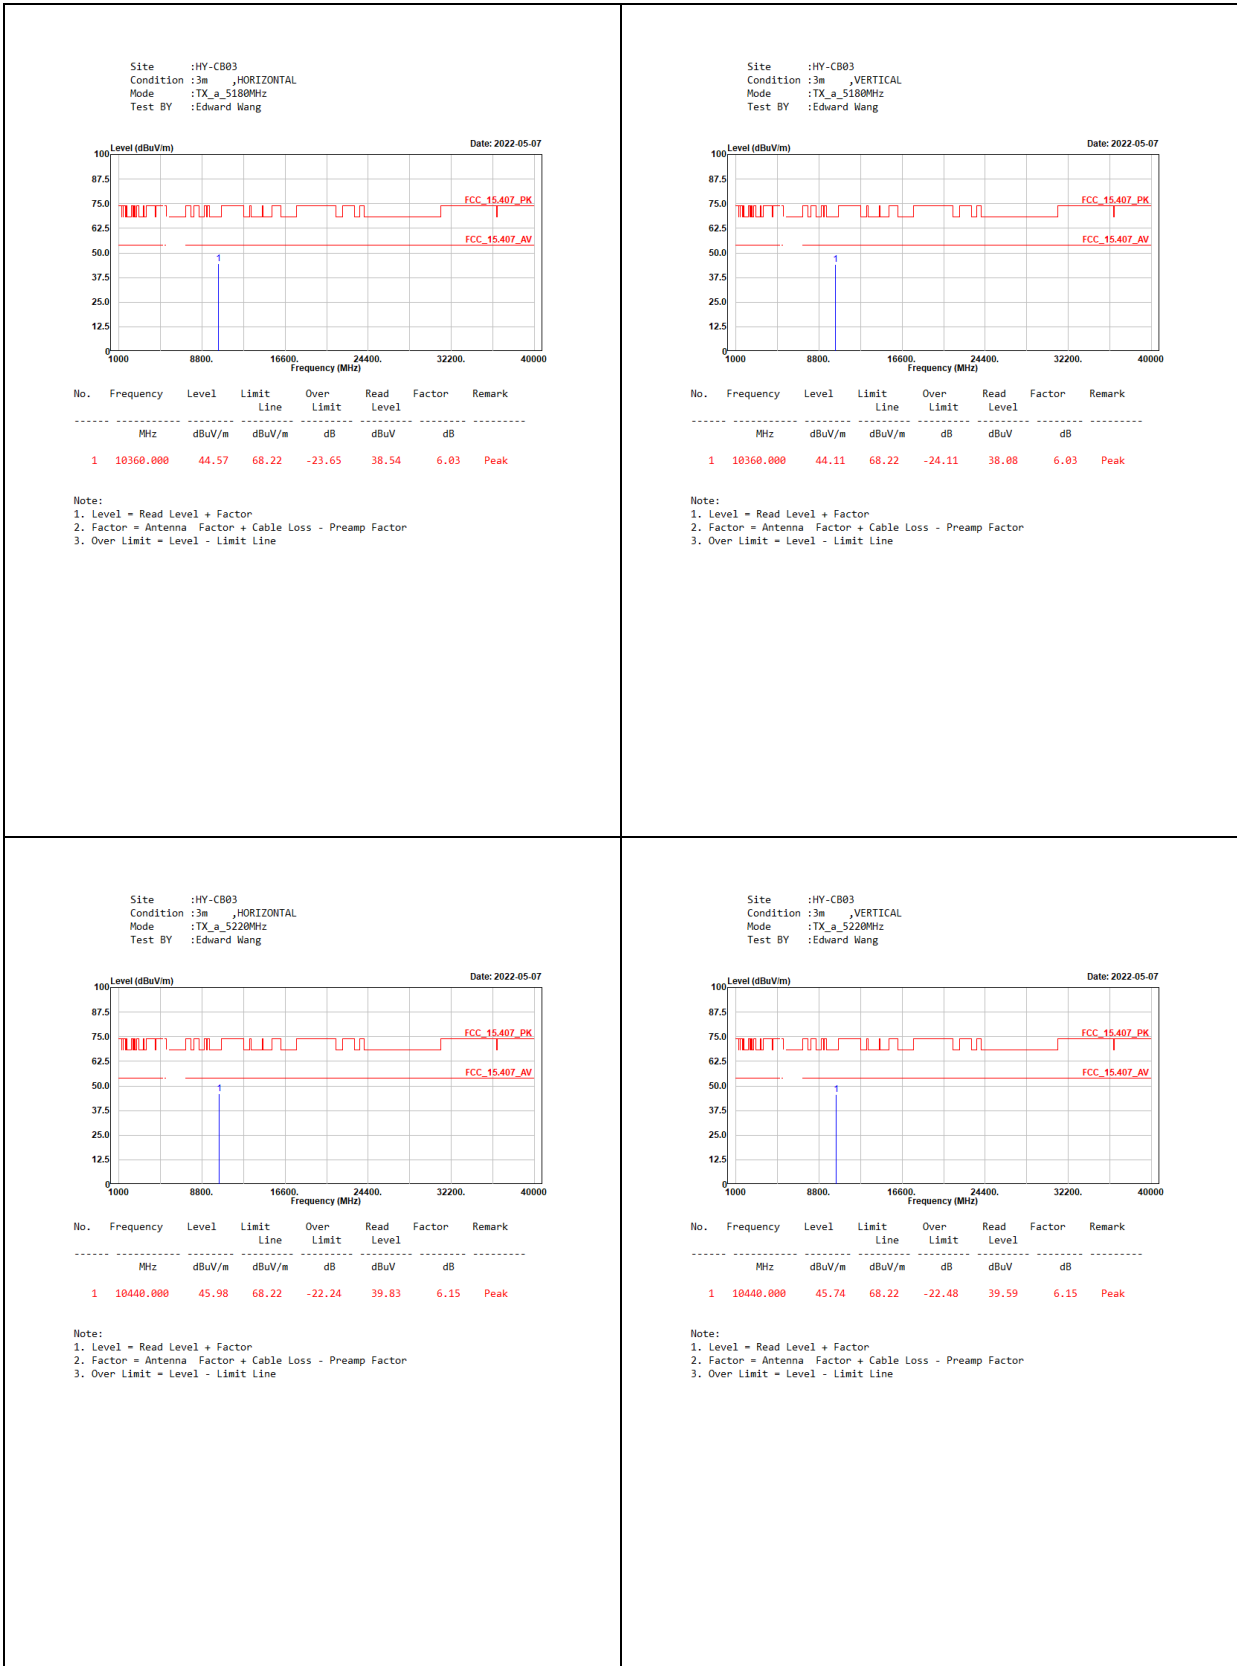 Site :HY-CB03
Condition :3m ,HORIZONTAL
Mode :TX_a_5180MHz
Test BY :Edward Wang
Level (dBuV/m) Date: 2022-05-07
100
87.5
75.0
FCC_15.407_PK
62.5
FCC_15.407_AV
50.0
1
37.5
25.0
12.5
0
1000 8800. 16600. 24400. 32200. 40000
Frequency (MHz)
No. Frequency Level Limit Over Read Factor Remark
Line Limit Level
------ ----------- -------- --------- --------- -------- -------- ---------
MHz dBuV/m dBuV/m dB dBuV dB
1 10360.000 44.57 68.22 -23.65 38.54 6.03 Peak
Note:
1. Level = Read Level + Factor
2. Factor = Antenna Factor + Cable Loss - Preamp Factor
3. Over Limit = Level - Limit Line
Site :HY-CB03
Condition :3m ,VERTICAL
Mode :TX_a_5180MHz
Test BY :Edward Wang
Level (dBuV/m) Date: 2022-05-07
100
87.5
75.0
FCC_15.407_PK
62.5
FCC_15.407_AV
50.0
1
37.5
25.0
12.5
0
1000 8800. 16600. 24400. 32200. 40000
Frequency (MHz)
No. Frequency Level Limit Over Read Factor Remark
Line Limit Level
------ ----------- -------- --------- --------- --------- -------- ---------
MHz dBuV/m dBuV/m dB dBuV dB
1 10360.000 44.11 68.22 -24.11 38.08 6.03 Peak
Note:
1. Level = Read Level + Factor
2. Factor = Antenna Factor + Cable Loss - Preamp Factor
3. Over Limit = Level - Limit Line
Site :HY-CB03
Condition :3m ,HORIZONTAL
Mode :TX_a_5220MHz
Test BY :Edward Wang
Level (dBuV/m) Date: 2022-05-07
100
87.5
75.0
FCC_15.407_PK
62.5
FCC_15.407_AV
50.0
1
37.5
25.0
12.5
0
1000 8800. 16600. 24400. 32200. 40000
Frequency (MHz)
No. Frequency Level Limit Over Read Factor Remark
Line Limit Level
------ ----------- -------- --------- --------- --------- -------- ---------
MHz dBuV/m dBuV/m dB dBuV dB
1 10440.000 45.98 68.22 -22.24 39.83 6.15 Peak
Note:
1. Level = Read Level + Factor
2. Factor = Antenna Factor + Cable Loss - Preamp Factor
3. Over Limit = Level - Limit Line
Site :HY-CB03
Condition :3m ,VERTICAL
Mode :TX_a_5220MHz
Test BY :Edward Wang
Level (dBuV/m) Date: 2022-05-07
100
87.5
75.0
FCC_15.407_PK
62.5
FCC_15.407_AV
50.0
1
37.5
25.0
12.5
0
1000 8800. 16600. 24400. 32200. 40000
Frequency (MHz)
No. Frequency Level Limit Over Read Factor Remark
Line Limit Level
------ ----------- -------- --------- --------- --------- -------- ---------
MHz dBuV/m dBuV/m dB dBuV dB
1 10440.000 45.74 68.22 -22.48 39.59 6.15 Peak
Note:
1. Level = Read Level + Factor
2. Factor = Antenna Factor + Cable Loss - Preamp Factor
3. Over Limit = Level - Limit Line